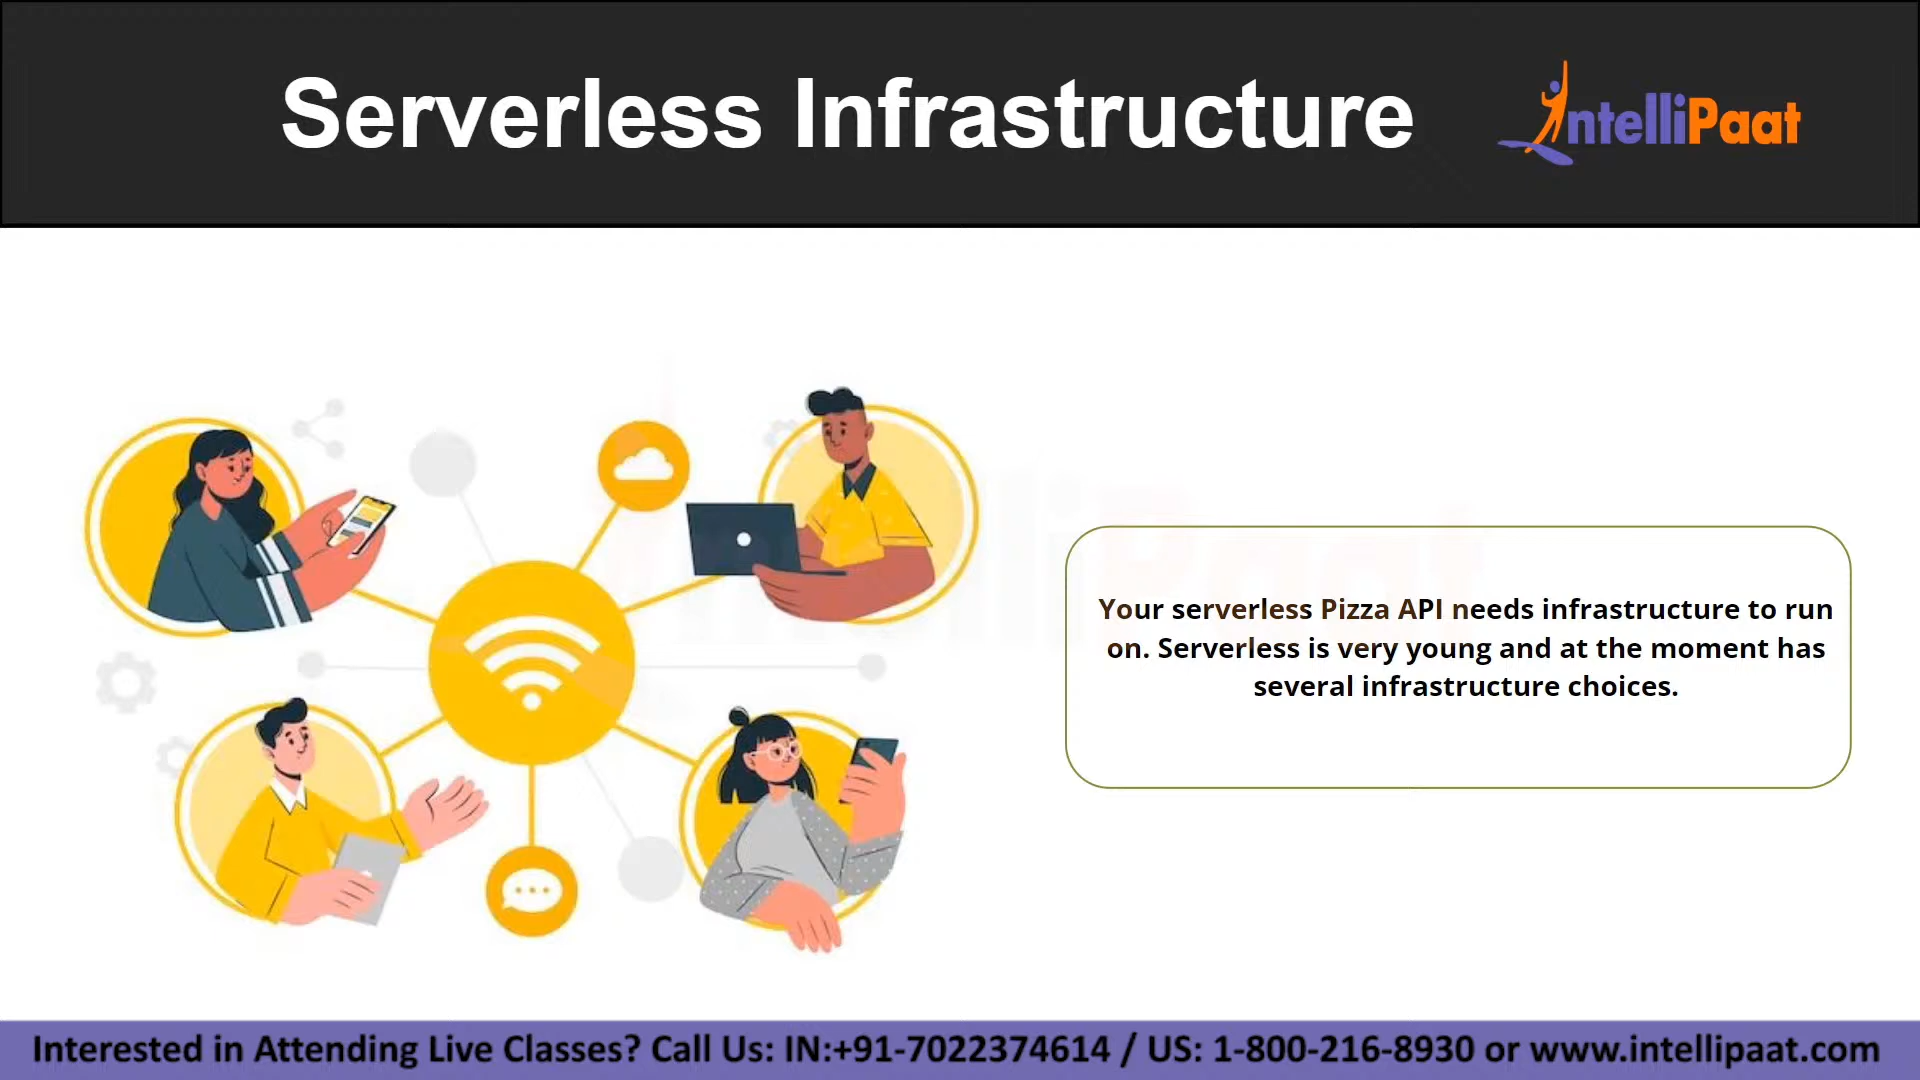 Serverless Infrastructure
IntelliPaat
Your serverless Pizza API needs infrastructure to run
on. Serverless is very young and at the moment has
several infrastructure choices.
Interested in Attending Live Classes? Call Us: IN:+91-7022374614 / US: 1-800-216-8930 or www.intellipaat.com